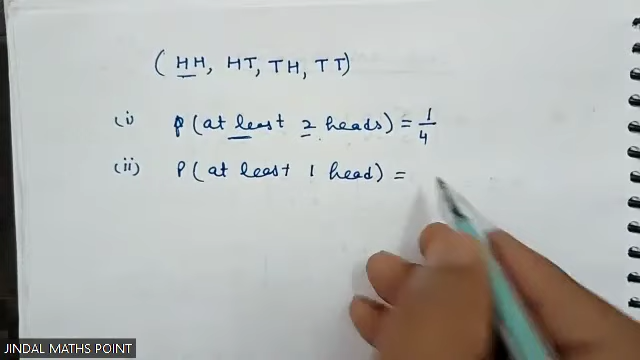 (HH, HT, TH, TT)
(i) P(at least 2 heads) = 1/4
(ii) P(at least 1 head) =
JINDAL MATHS POINT